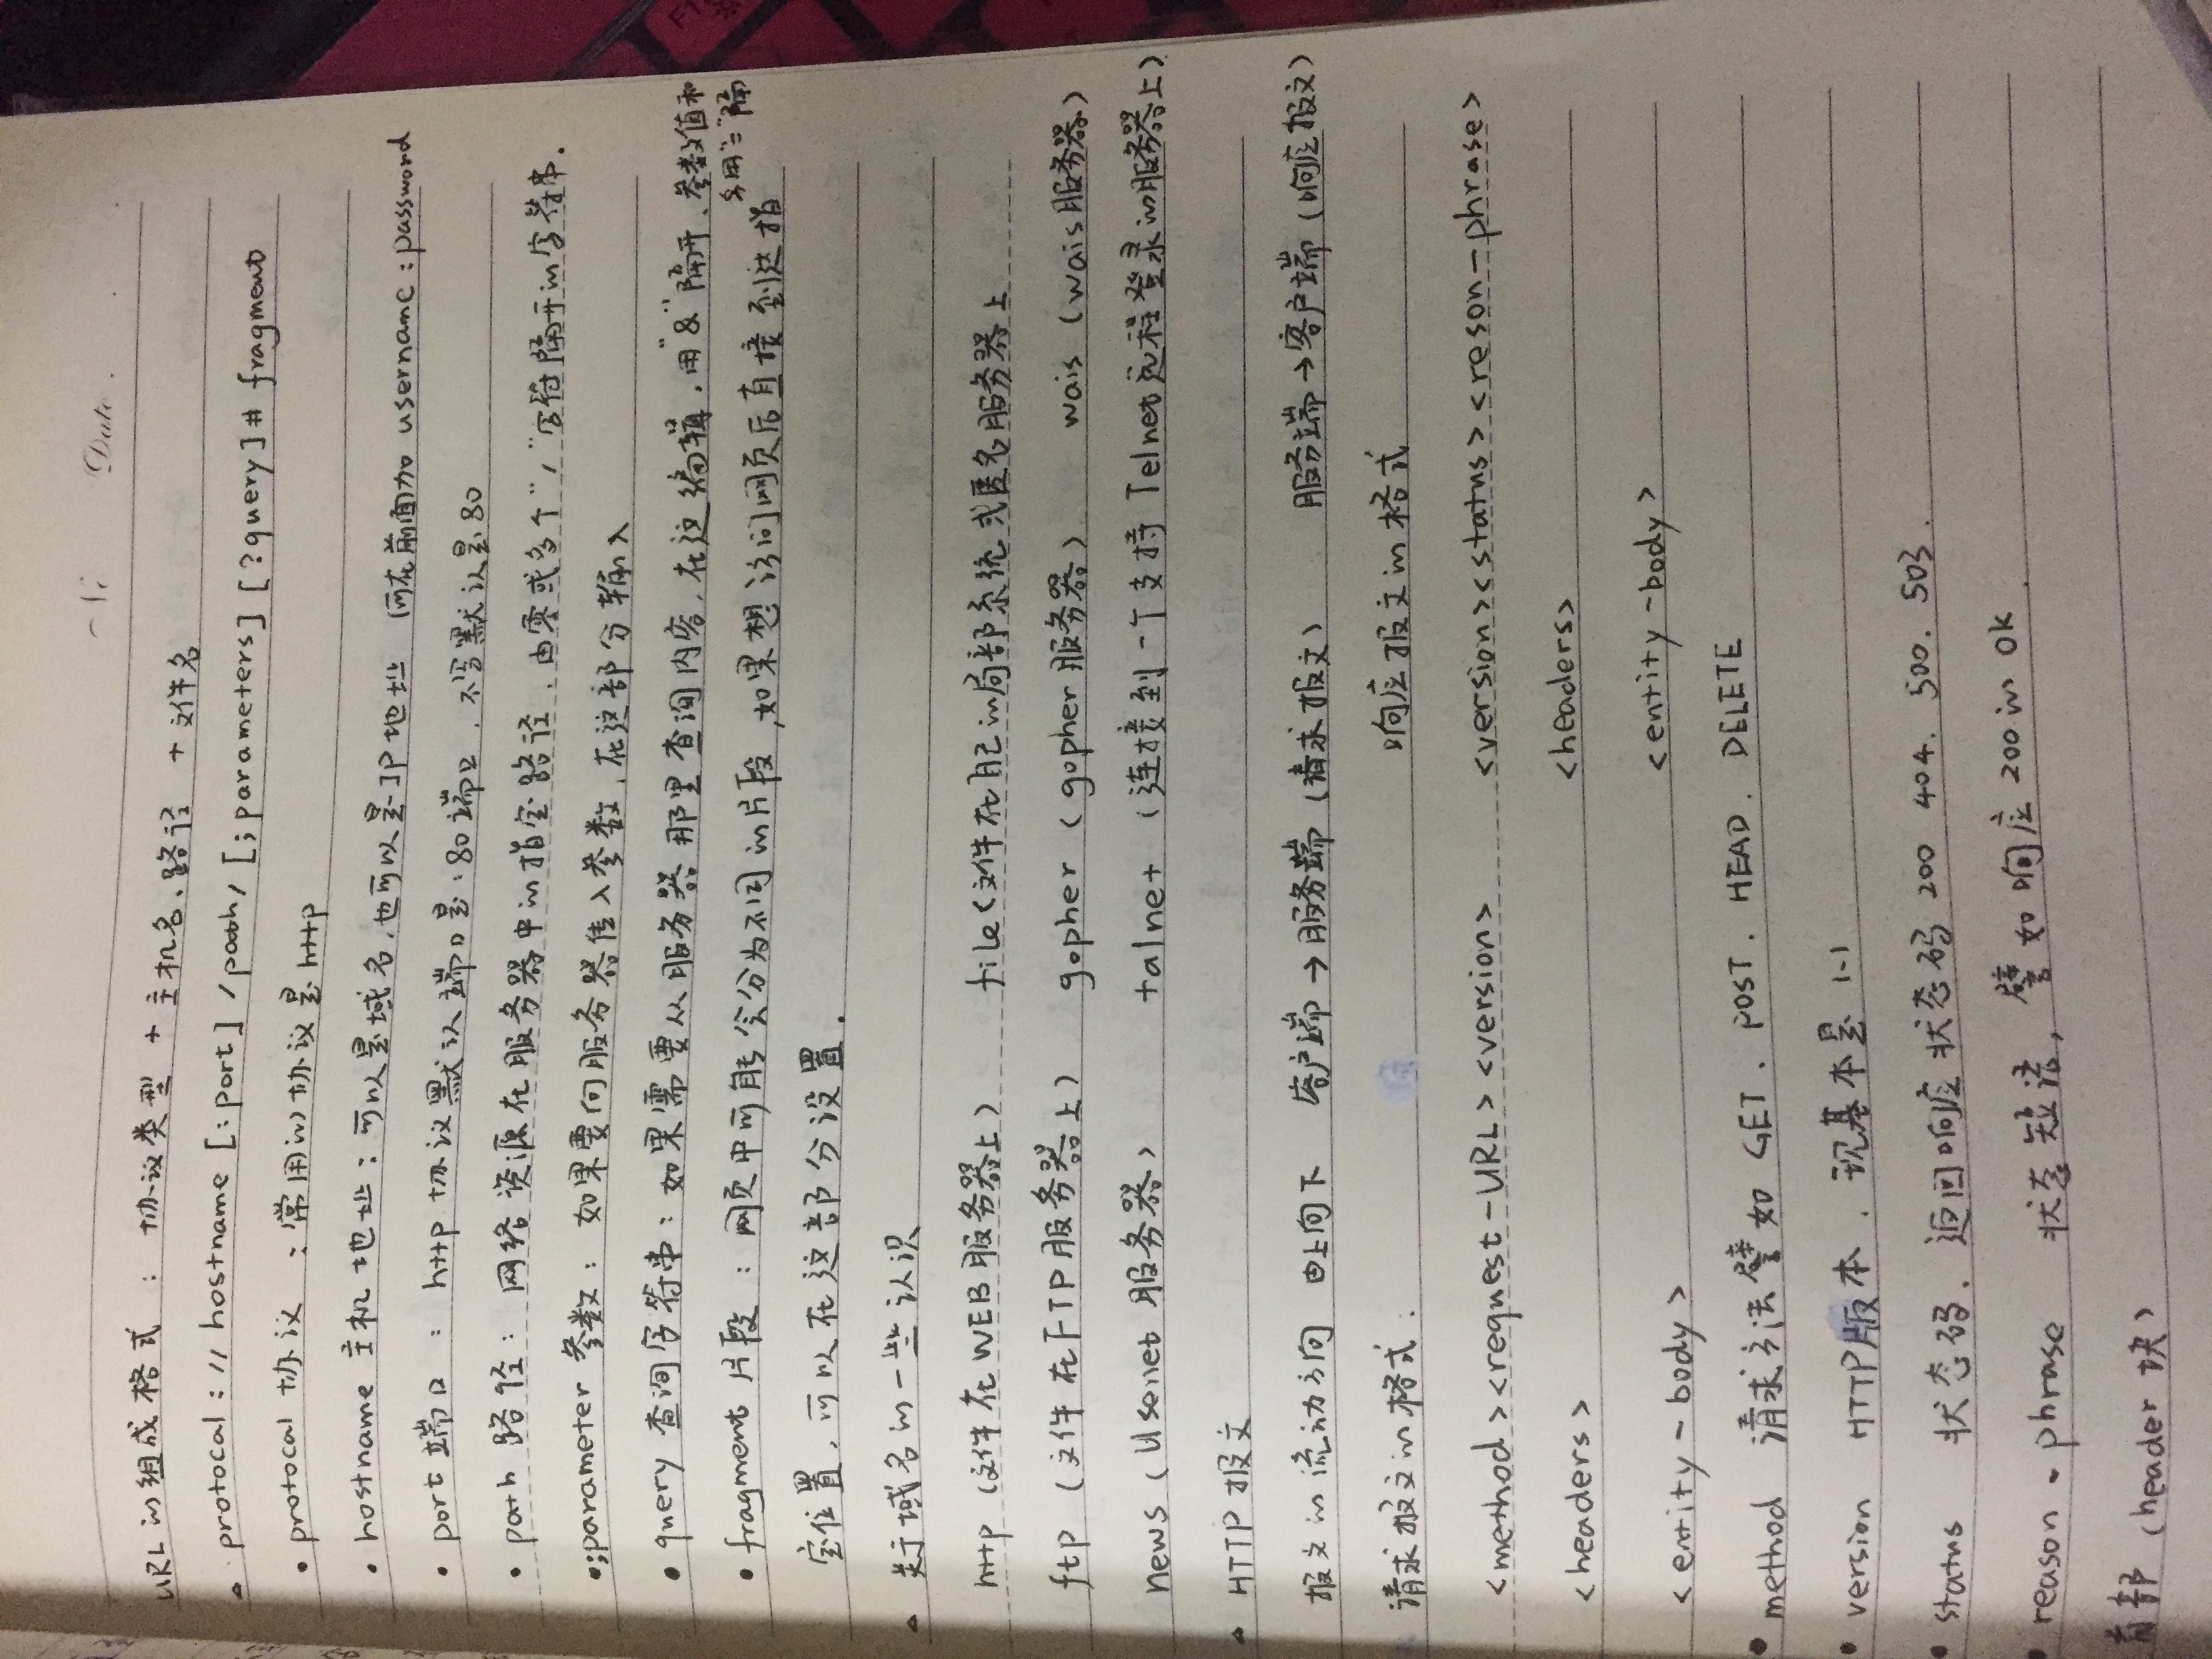 No Date.
URL的组成格式 : 协议类型 + 主机名、路径 + 文件名
△ protocal : // hostname [:port] / path / [;parameters] [?query] # fragment
• protocal 协议 : 常用的协议是http
• hostname 主机地址 : 可以是域名,也可以是IP地址 (可在前面加 username : password
• port 端口 : http 协议默认端口是:80端口,不写默认是:80
• path 路径 : 网络资源在服务器中的指定路径,由零或多个“/”字符隔开的字符串.
• ;parameter 参数 : 如果要向服务器传入参数,在这部分输入
• query 查询字符串 : 如果需要从服务器那里查询内容,在这编辑.用“&”隔开、参数值和
名用“=”隔
• fragment 片段 : 网页中可能会分为不同的片段,如果想访问网页后直接到达指
定位置,可以在这部分设置.
△ 关于域名的一些认识
http (文件在WEB服务器上) file (文件在自己的局部系统或匿名服务器上
ftp (文件在FTP服务器上) gopher (gopher服务器) wais (wais服务器)
news (Usenet 服务器) talnet (连接到一个支持 Telnet远程登录的服务器上)
△ HTTP 报文
报文的流动方向 由上向下 客户端→服务端 (请求报文) 服务端→客户端 (响应报文)
请求报文的格式. 响应报文的格式
<method><request-URL><version> <version><status><reson-phrase>
<headers> <headers>
<entity-body> <entity-body>
• method 请求方法譬如 GET、POST、HEAD、DELETE
• version HTTP版本,现基本是 1.1
• status 状态码、返回响应状态码 200 404. 500. 503.
• reason-phrase 状态短语, 譬如响应200的 OK.
首部 (header 块)